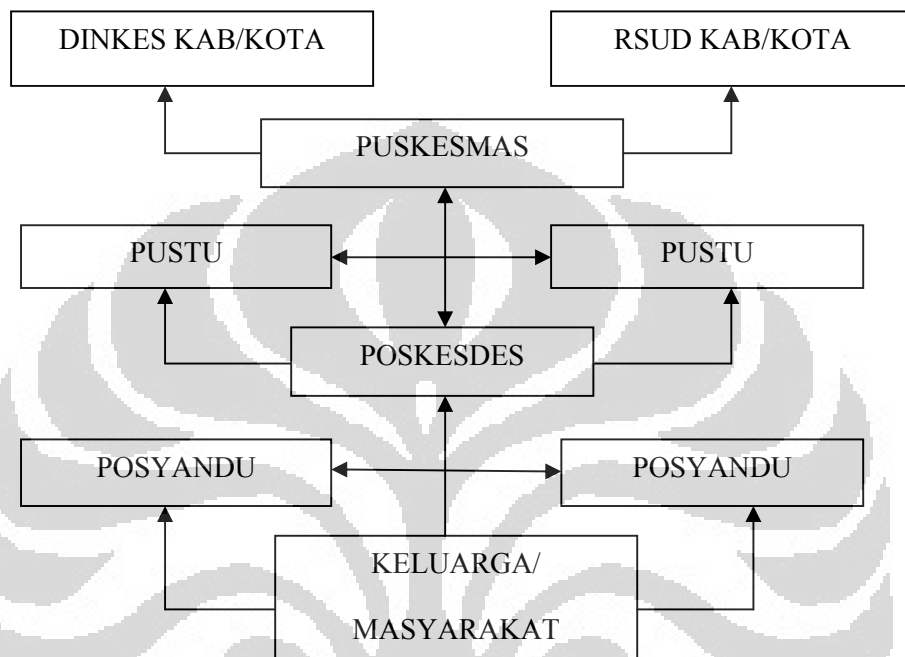 DINKES KAB/KOTA
RSUD KAB/KOTA
PUSKESMAS
PUSTU
PUSTU
POSKESDES
POSYANDU
POSYANDU
KELUARGA/
MASYARAKAT